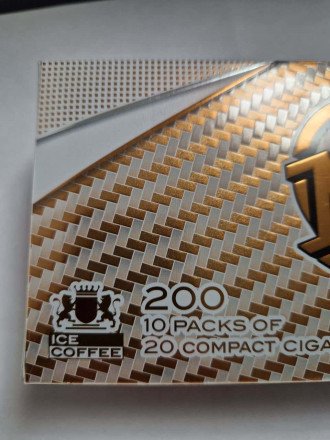 200
10 PACKS OF
20 COMPACT CIGA
ICE
COFFEE